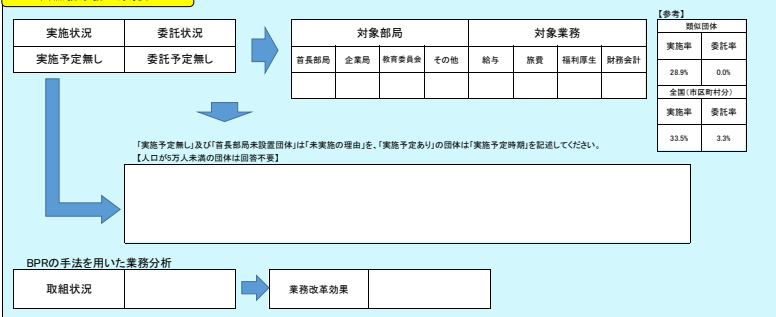 【参考】
実施状況 委託状況 対象部局 対象業務 類似団体
実施予定無し 委託予定無し 首長部局 企業局 教育委員会 その他 給与 旅費 福利厚生 財務会計 実施率 委託率
28.9% 0.0%
全国(市区町村分)
実施率 委託率
33.5% 3.3%
「実施予定無し」及び「首長部局未設置団体」は「未実施の理由」を、「実施予定あり」の団体は「実施予定時期」を記述してください。
【人口が5万人未満の団体は回答不要】
BPRの手法を用いた業務分析
取組状況 業務改革効果